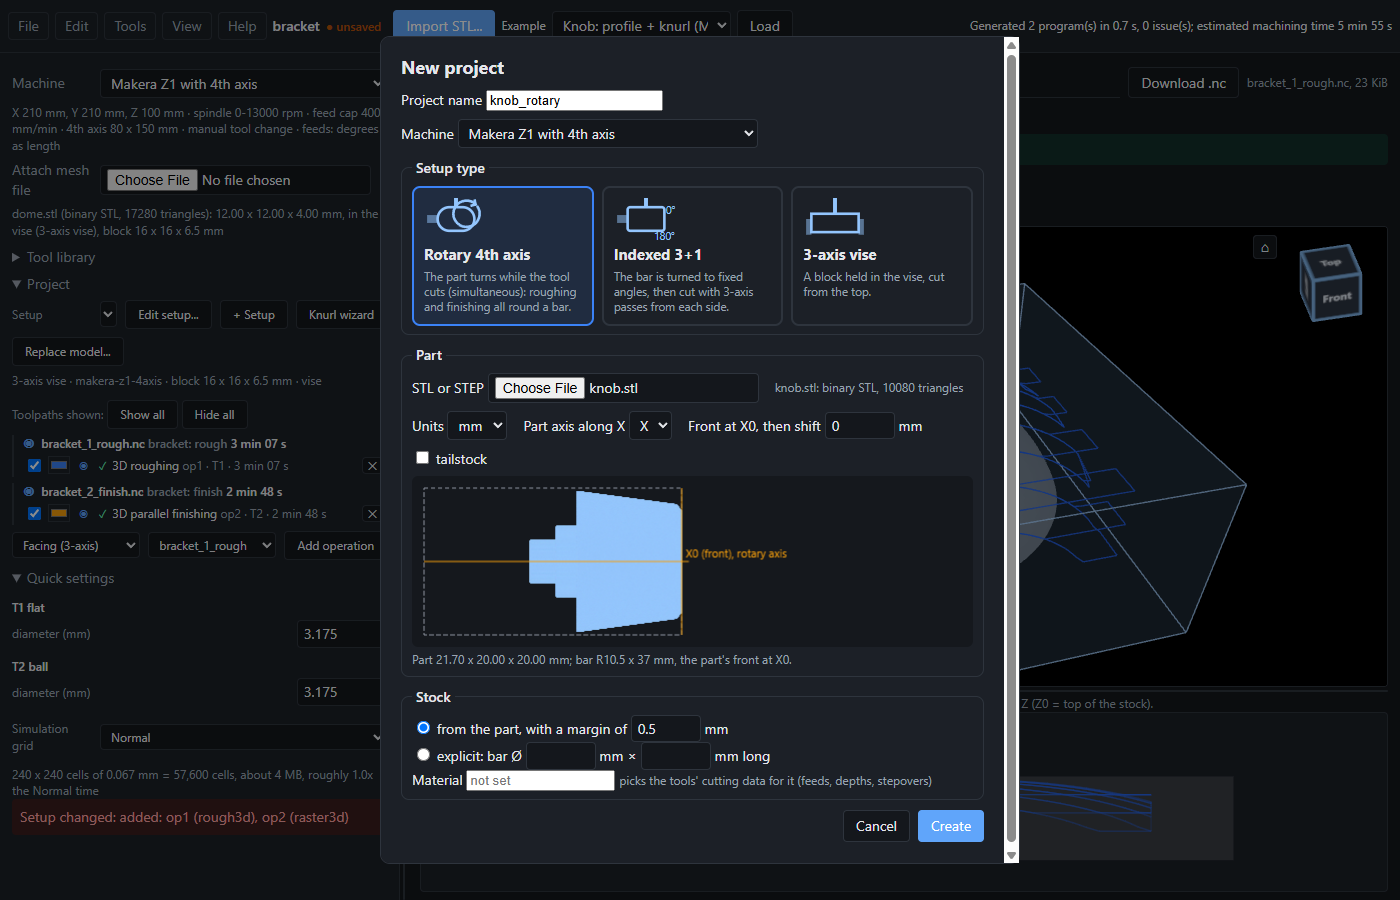 File Edit Tools View Help bracket ● unsaved Import STL... Example Knob: profile + knurl (M Load Generated 2 program(s) in 0.7 s, 0 issue(s); estimated machining time 5 min 55 s
Machine Makera Z1 with 4th axis
X 210 mm, Y 210 mm, Z 100 mm · spindle 0-13000 rpm · feed cap 400
mm/min · 4th axis 80 x 150 mm · manual tool change · feeds: degrees
as length
Attach mesh
file
Choose File No file chosen
dome.stl (binary STL, 17280 triangles): 12.00 x 12.00 x 4.00 mm, in the
vise (3-axis vise), block 16 x 16 x 6.5 mm
Tool library
Project
Setup Edit setup... + Setup Knurl wizard
Replace model...
3-axis vise · makera-z1-4axis · block 16 x 16 x 6.5 mm · vise
Toolpaths shown: Show all Hide all
bracket_1_rough.nc bracket: rough 3 min 07 s
✓ 3D roughing op1 · T1 · 3 min 07 s ×
bracket_2_finish.nc bracket: finish 2 min 48 s
✓ 3D parallel finishing op2 · T2 · 2 min 48 s ×
Facing (3-axis) bracket_1_rough Add operation
Quick settings
T1 flat
diameter (mm) 3.175
T2 ball
diameter (mm) 3.175
Simulation
grid
Normal
240 x 240 cells of 0.067 mm = 57,600 cells, about 4 MB, roughly 1.0x
the Normal time
Setup changed: added: op1 (rough3d), op2 (raster3d)
New project
Project name knob_rotary
Machine Makera Z1 with 4th axis
Setup type
0°
180°
Rotary 4th axis
The part turns while the tool
cuts (simultaneous): roughing
and finishing all round a bar.
Indexed 3+1
The bar is turned to fixed
angles, then cut with 3-axis
passes from each side.
3-axis vise
A block held in the vise, cut
from the top.
Part
STL or STEP Choose File knob.stl knob.stl: binary STL, 10080 triangles
Units mm Part axis along X X Front at X0, then shift 0 mm
tailstock
X0 (front), rotary axis
Part 21.70 x 20.00 x 20.00 mm; bar R10.5 x 37 mm, the part's front at X0.
Stock
from the part, with a margin of 0.5 mm
explicit: bar Ø mm × mm long
Material not set picks the tools' cutting data for it (feeds, depths, stepovers)
Cancel Create
Download .nc bracket_1_rough.nc, 23 KiB
⌂
Top
Front
Z (Z0 = top of the stock).